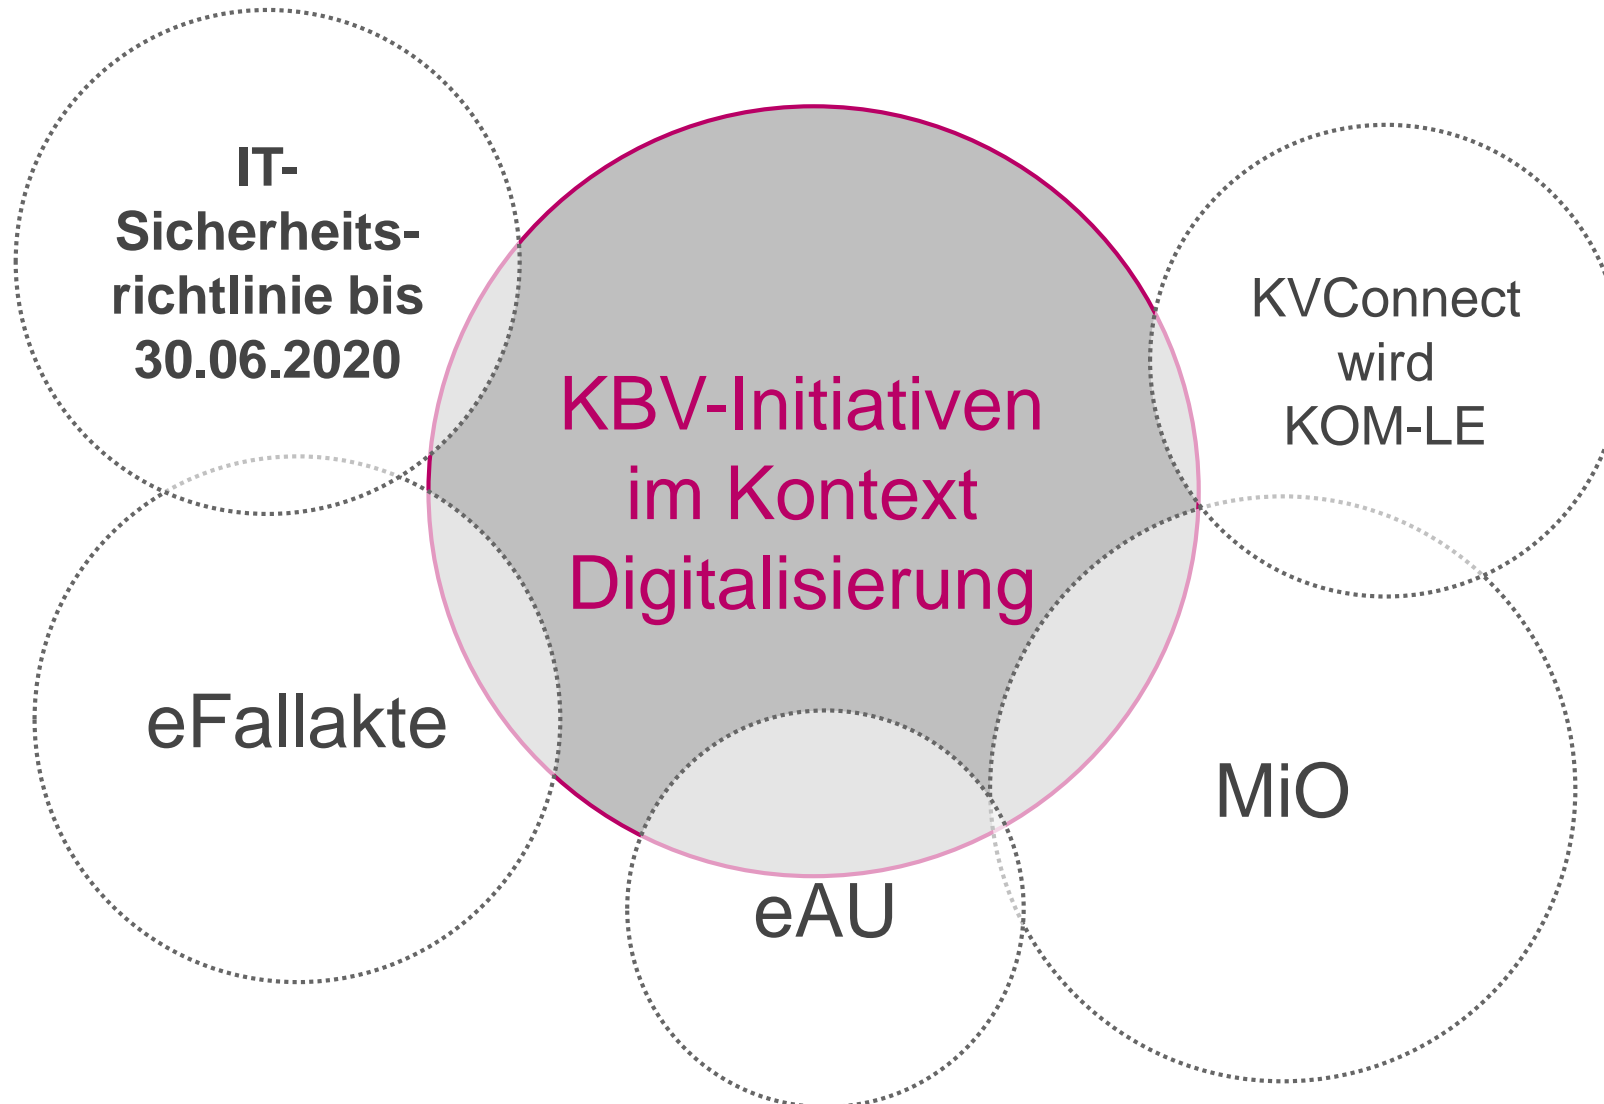 IT-
Sicherheits-
richtlinie bis
30.06.2020
KBV-Initiativen
im Kontext
Digitalisierung
KVConnect
wird
KOM-LE
eFallakte
MiO
eAU